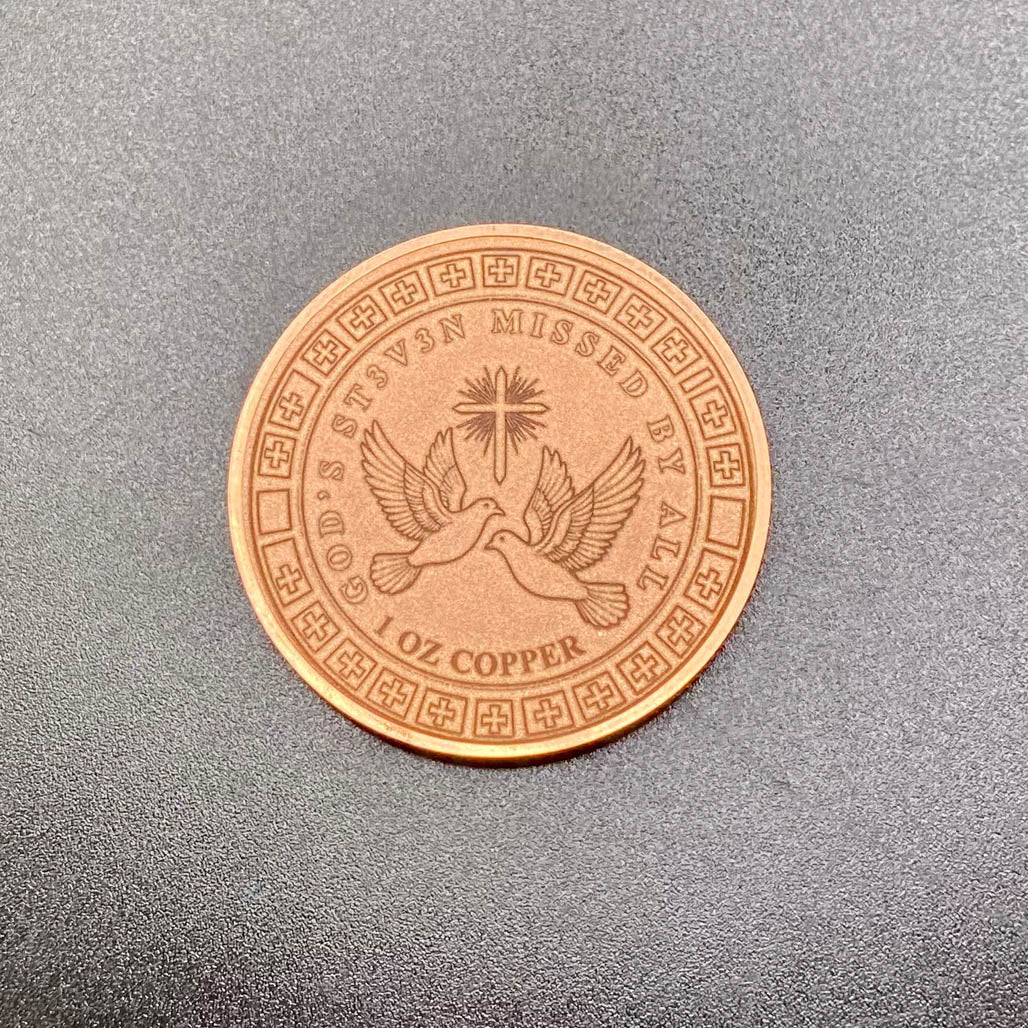 GOD'S ST3V3N MISSED BY ALL
1 OZ COPPER